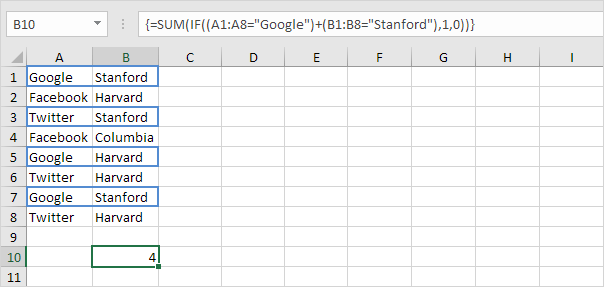 B10 {=SUM(IF((A1:A8="Google")+(B1:B8="Stanford"),1,0))}
A B C D E F G H I
1 Google Stanford
2 Facebook Harvard
3 Twitter Stanford
4 Facebook Columbia
5 Google Harvard
6 Twitter Harvard
7 Google Stanford
8 Twitter Harvard
9
10 4
11